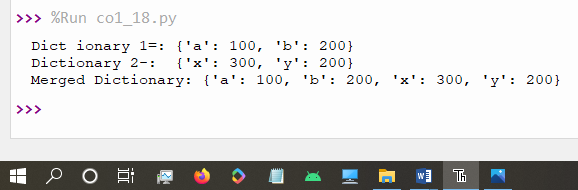 >>> %Run co1_18.py
Dict ionary 1=: {'a': 100, 'b': 200}
Dictionary 2-:  {'x': 300, 'y': 200}
Merged Dictionary: {'a': 100, 'b': 200, 'x': 300, 'y': 200}
>>>